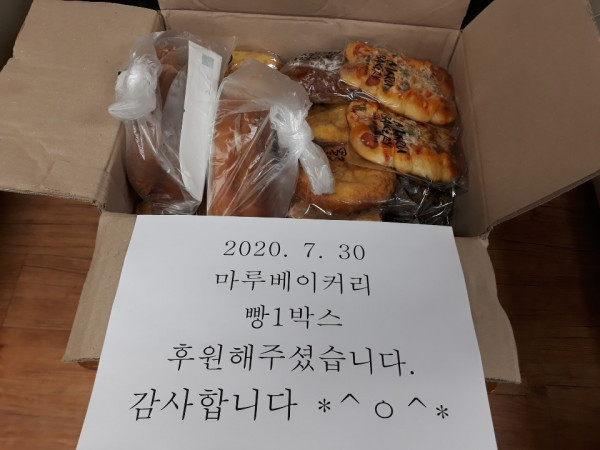 2020. 7. 30
마루베이커리
빵1박스
후원해주셨습니다.
감사합니다 *^ㅇ^*